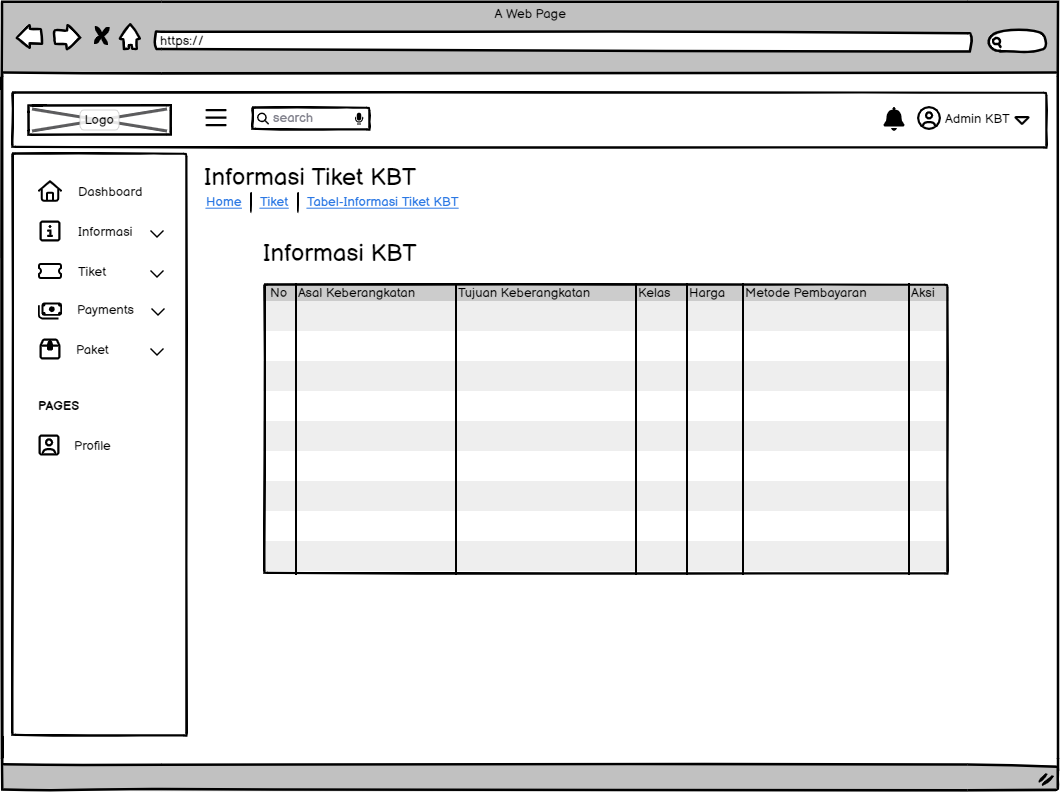 A Web Page
https://
Logo
search
Admin KBT
Dashboard
Informasi
Tiket
Payments
Paket
PAGES
Profile
Informasi Tiket KBT
Home Tiket Tabel-Informasi Tiket KBT
Informasi KBT
No Asal Keberangkatan Tujuan Keberangkatan Kelas Harga Metode Pembayaran Aksi